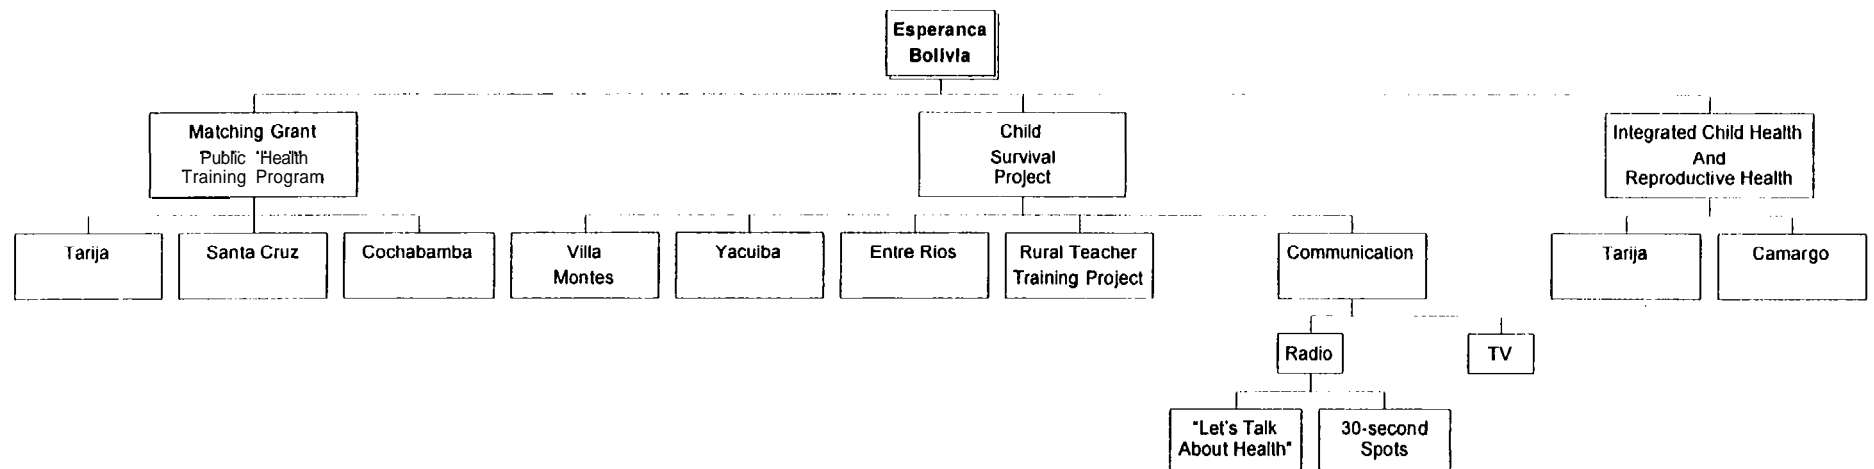 Esperanca
Bolivia
Matching Grant
Public Health
Training Program
Child
Survival
Project
Integrated Child Health
And
Reproductive Health
Tarija
Santa Cruz
Cochabamba
Villa
Montes
Yacuiba
Entre Rios
Rural Teacher
Training Project
Communication
Tarija
Camargo
Radio
TV
"Let's Talk
About Health"
30-second
Spots